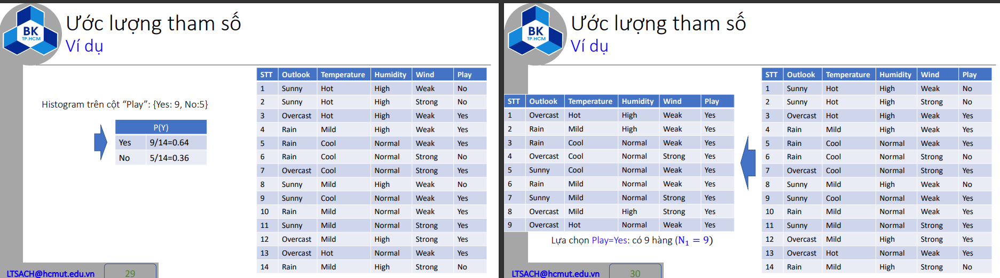 BK
TP.HCM
Ước lượng tham số
Ví dụ
Histogram trên cột “Play”: {Yes: 9, No:5}
P(Y)
Yes 9/14=0.64
No 5/14=0.36
STT Outlook Temperature Humidity Wind Play
1 Sunny Hot High Weak No
2 Sunny Hot High Strong No
3 Overcast Hot High Weak Yes
4 Rain Mild High Weak Yes
5 Rain Cool Normal Weak Yes
6 Rain Cool Normal Strong No
7 Overcast Cool Normal Strong Yes
8 Sunny Mild High Weak No
9 Sunny Cool Normal Weak Yes
10 Rain Mild Normal Weak Yes
11 Sunny Mild Normal Strong Yes
12 Overcast Mild High Strong Yes
13 Overcast Hot Normal Weak Yes
14 Rain Mild High Strong No
LTSACH@hcmut.edu.vn
29
BK
TP.HCM
Ước lượng tham số
Ví dụ
STT Outlook Temperature Humidity Wind Play
1 Overcast Hot High Weak Yes
2 Rain Mild High Weak Yes
3 Rain Cool Normal Weak Yes
4 Overcast Cool Normal Strong Yes
5 Sunny Cool Normal Weak Yes
6 Rain Mild Normal Weak Yes
7 Sunny Mild Normal Strong Yes
8 Overcast Mild High Strong Yes
9 Overcast Hot Normal Weak Yes
Lựa chọn Play=Yes: có 9 hàng (N₁ = 9)
STT Outlook Temperature Humidity Wind Play
1 Sunny Hot High Weak No
2 Sunny Hot High Strong No
3 Overcast Hot High Weak Yes
4 Rain Mild High Weak Yes
5 Rain Cool Normal Weak Yes
6 Rain Cool Normal Strong No
7 Overcast Cool Normal Strong Yes
8 Sunny Mild High Weak No
9 Sunny Cool Normal Weak Yes
10 Rain Mild Normal Weak Yes
11 Sunny Mild Normal Strong Yes
12 Overcast Mild High Strong Yes
13 Overcast Hot Normal Weak Yes
14 Rain Mild High Strong No
LTSACH@hcmut.edu.vn
30